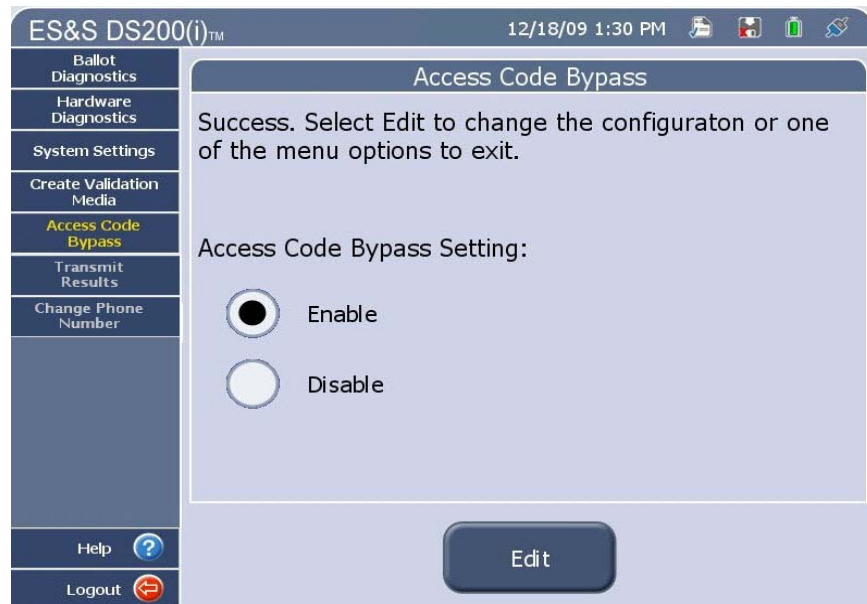 ES&S DS200(i)TM
12/18/09 1:30 PM
Ballot
Diagnostics
Hardware
Diagnostics
System Settings
Create Validation
Media
Access Code
Bypass
Transmit
Results
Change Phone
Number
Help ?
Logout
Access Code Bypass
Success. Select Edit to change the configuraton or one
of the menu options to exit.
Access Code Bypass Setting:
Enable
Disable
Edit